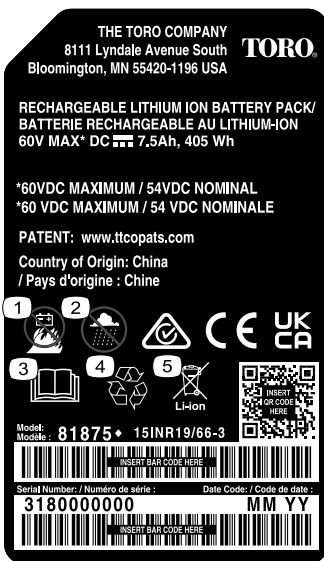 THE TORO COMPANY
8111 Lyndale Avenue South
Bloomington, MN 55420-1196 USA
TORO®
RECHARGEABLE LITHIUM ION BATTERY PACK/
BATTERIE RECHARGEABLE AU LITHIUM-ION
60V MAX* DC 7.5Ah, 405 Wh
*60VDC MAXIMUM / 54VDC NOMINAL
*60 VDC MAXIMUM / 54 VDC NOMINALE
PATENT: www.ttcopats.com
Country of Origin: China
/ Pays d'origine : Chine
1
2
CE
UK
CA
3
4
5
Li-ion
INSERT
QR CODE
HERE
Model:
Modèle :
81875♦ 15INR19/66-3
INSERT BAR CODE HERE
Serial Number: / Numéro de série : Date Code: / Code de date :
3180000000 MM YY
INSERT BAR CODE HERE